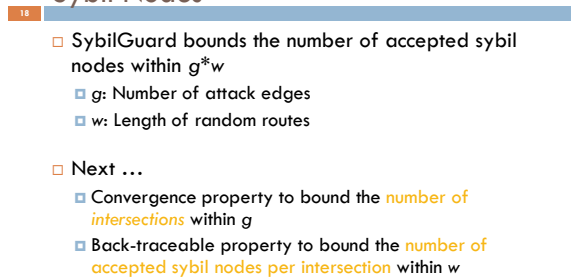 Sybil Nodes
18
SybilGuard bounds the number of accepted sybil
nodes within g*w
g: Number of attack edges
w: Length of random routes
Next …
Convergence property to bound the number of
intersections within g
Back-traceable property to bound the number of
accepted sybil nodes per intersection within w